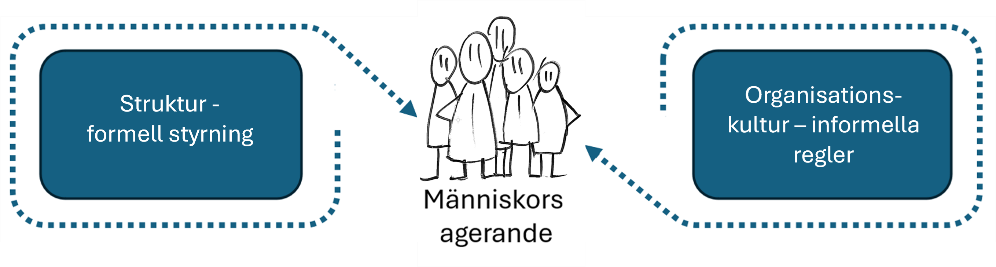 Struktur -
formell styrning
Människors
agerande
Organisations-
kultur – informella
regler